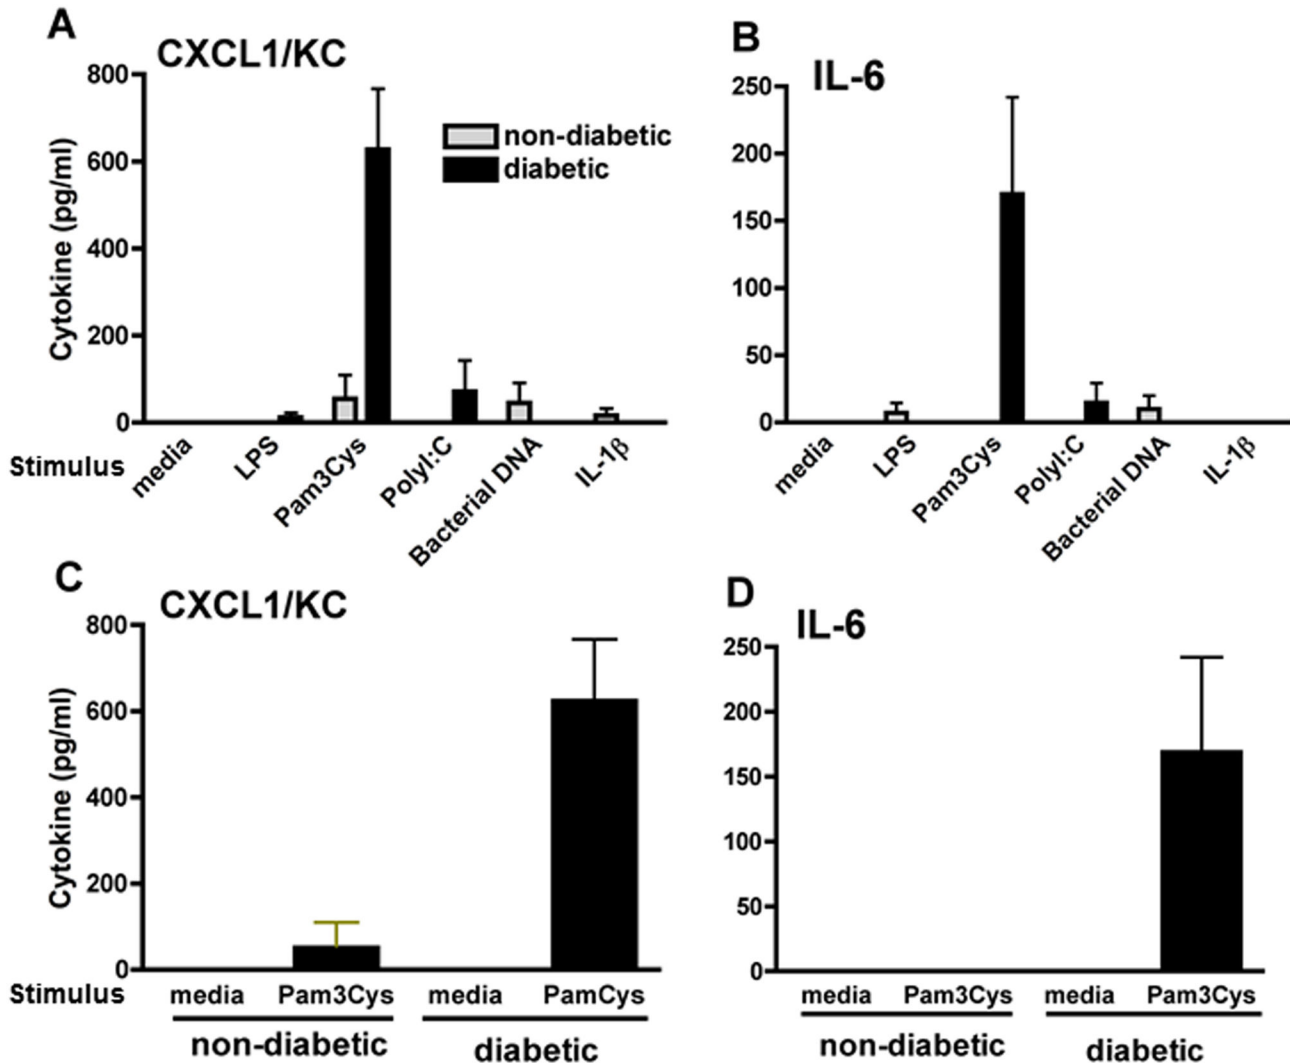 A
CXCL1/KC
Cytokine (pg/ml)
800
600
400
200
0
non-diabetic
diabetic
Stimulus
media
LPS
Pam3Cys
PolyI:C
Bacterial DNA
IL-1β
B
IL-6
250
200
150
100
50
0
media
LPS
Pam3Cys
PolyI:C
Bacterial DNA
IL-1β
C
CXCL1/KC
Cytokine (pg/ml)
800
600
400
200
0
Stimulus media Pam3Cys media PamCys
non-diabetic diabetic
D
IL-6
250
200
150
100
50
0
media Pam3Cys media Pam3Cys
non-diabetic diabetic